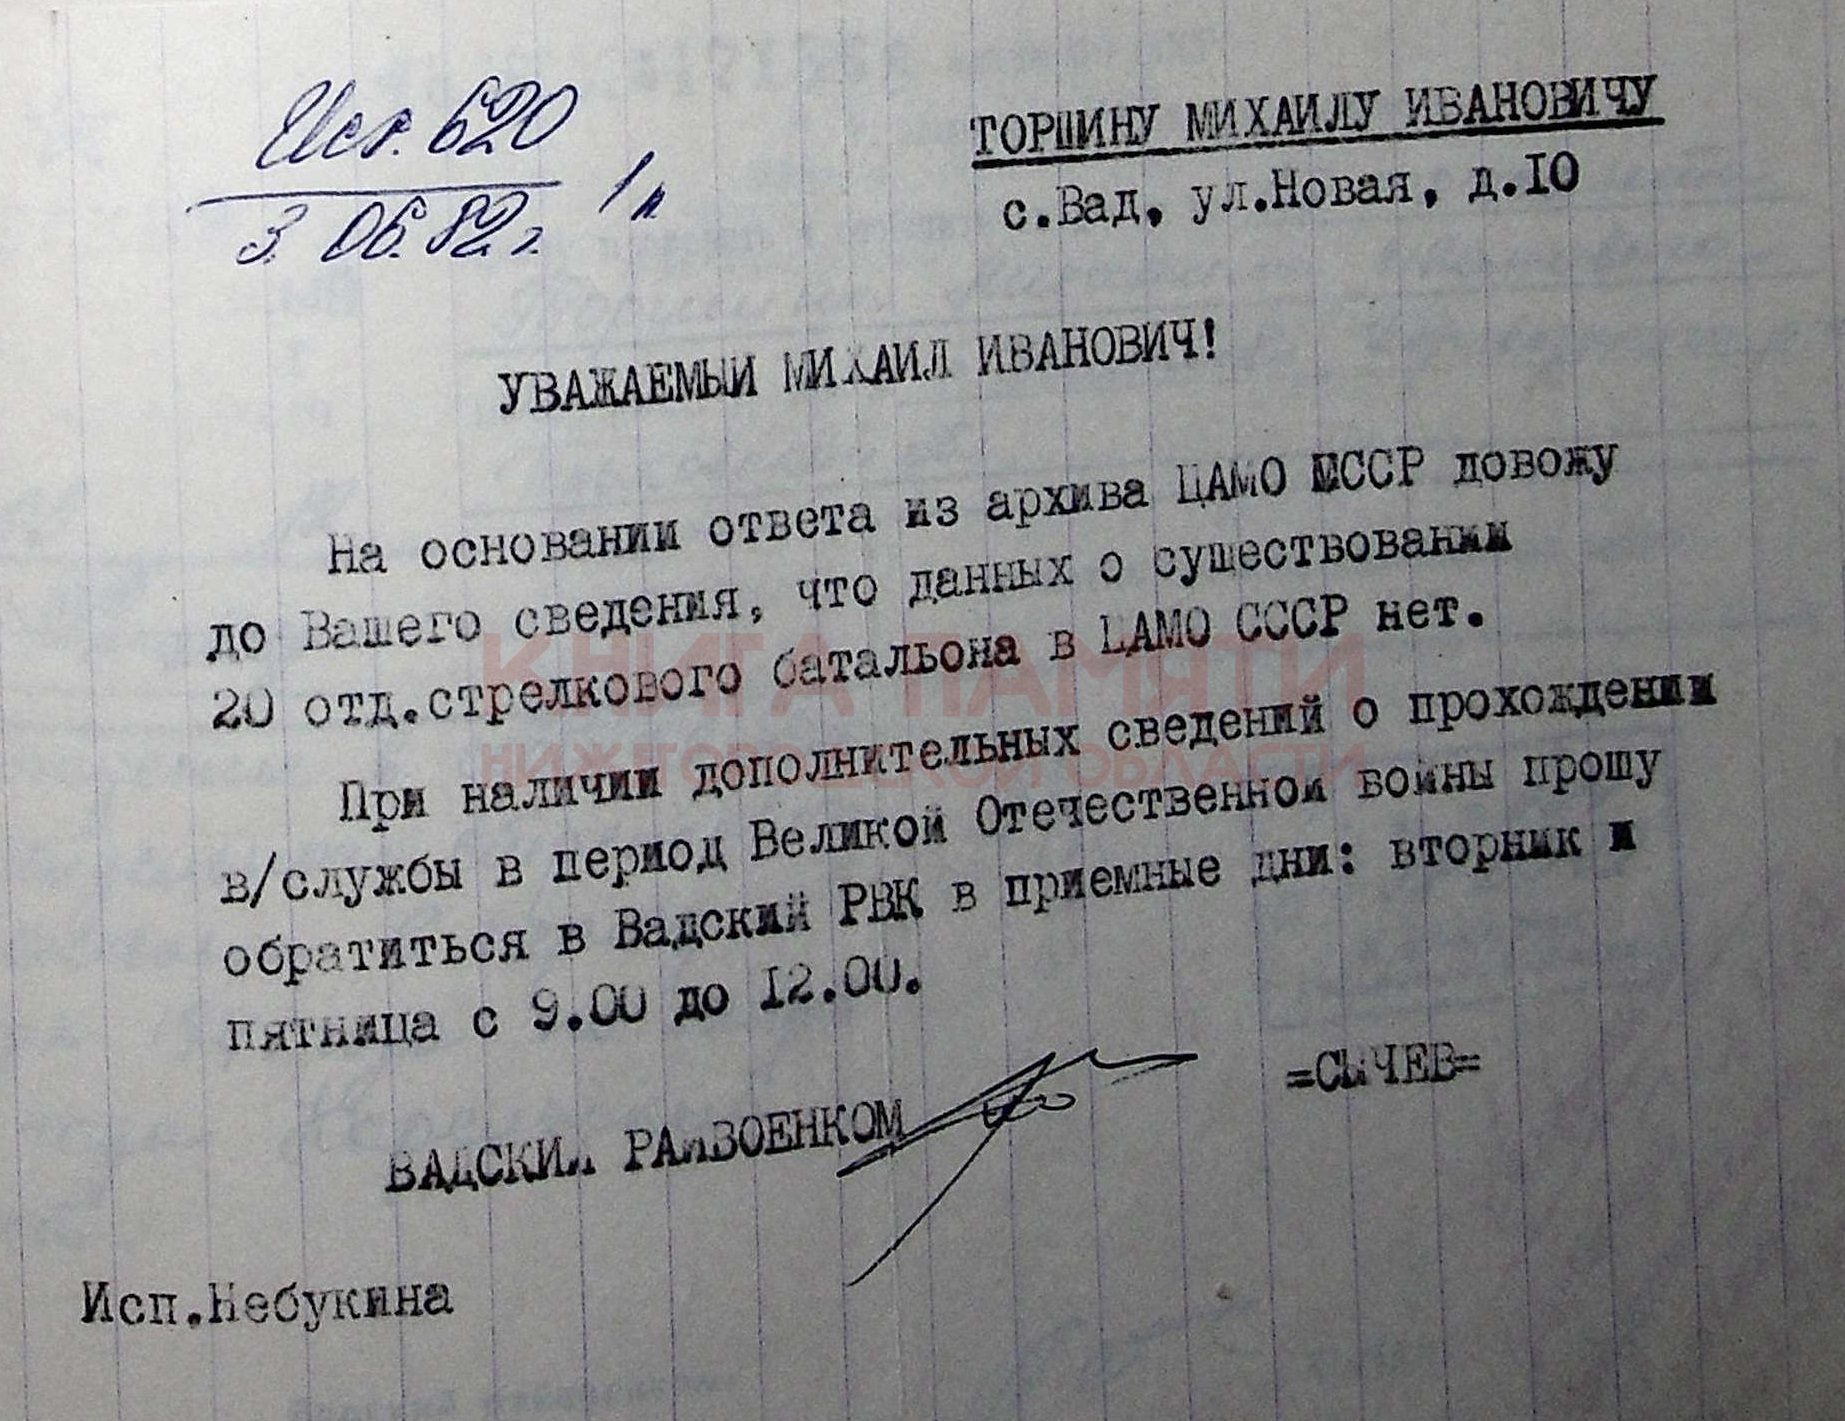 Исх. 620
3. 06. 82 г. 1 л
ТОРШИНУ МИХАИЛУ ИВАНОВИЧУ
с.Вад, ул.Новая, д.10
УВАЖАЕМЫЙ МИХАИЛ ИВАНОВИЧ!
На основании ответа из архива ЦАМО СССР довожу
до Вашего сведения, что данных о существовании
20 отд.стрелкового батальона в ЦАМО СССР нет.
КНИГА ПАМЯТИ
НИЖЕГОРОДСКОЙ ОБЛАСТИ
При наличии дополнительных сведений о прохождении
в/службы в период Великой Отечественной войны прошу
обратиться в Вадский РВК в приемные дни: вторник и
пятница с 9.00 до 12.00.
ВАДСКИЙ РАЙВОЕНКОМ =СЫЧЕВ=
Исп.Небукина